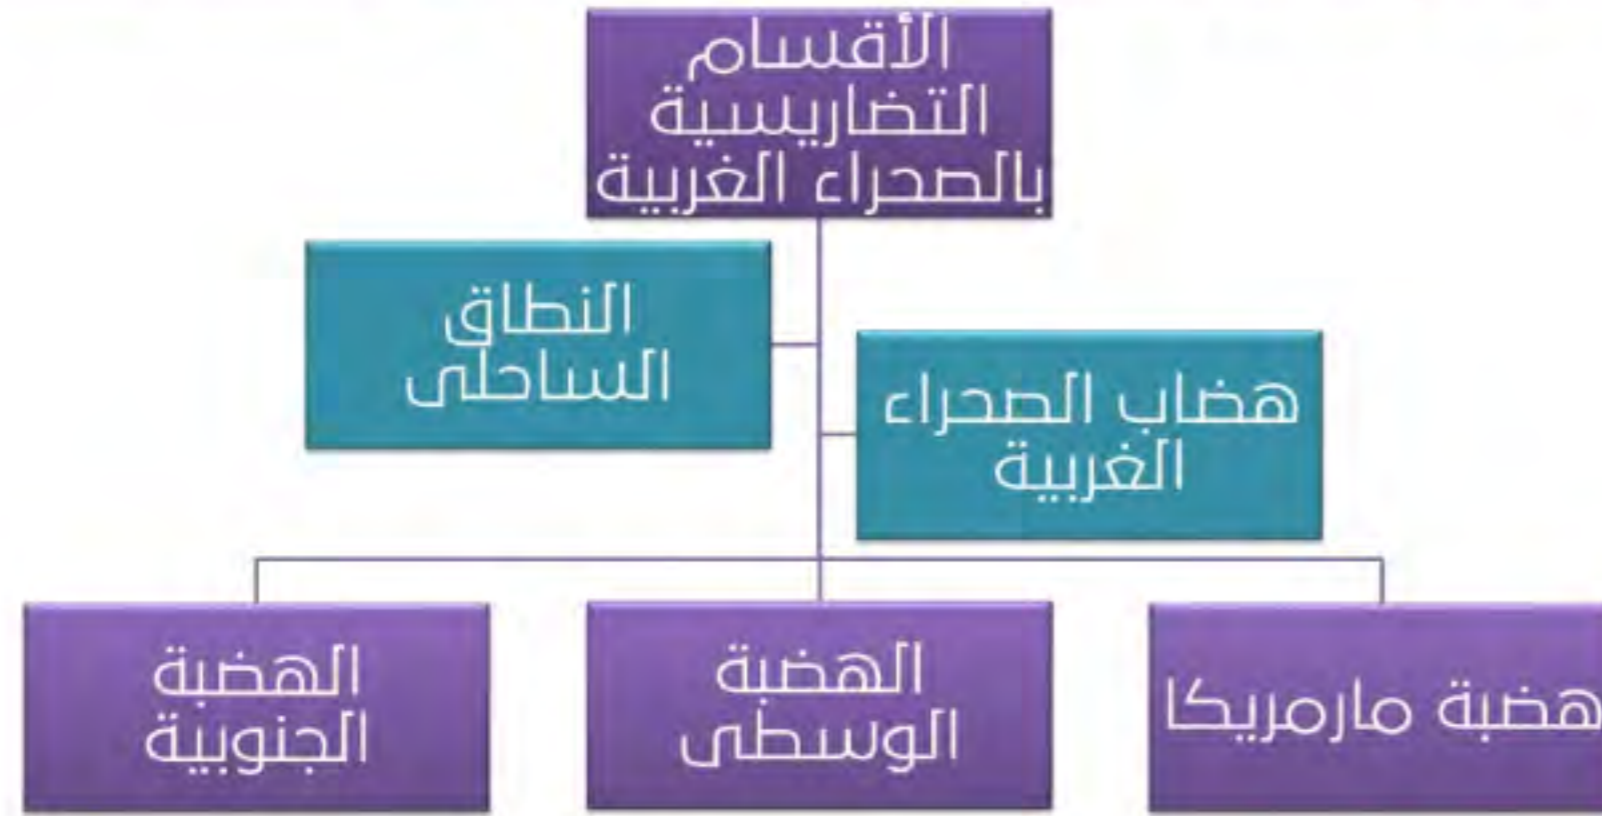 الأقسام
التضاريسية
بالصحراء الغربية
النطاق
الساحلى
هضاب الصحراء
الغربية
هضبة مارمريكا
الهضبة
الوسطى
الهضبة
الجنوبية